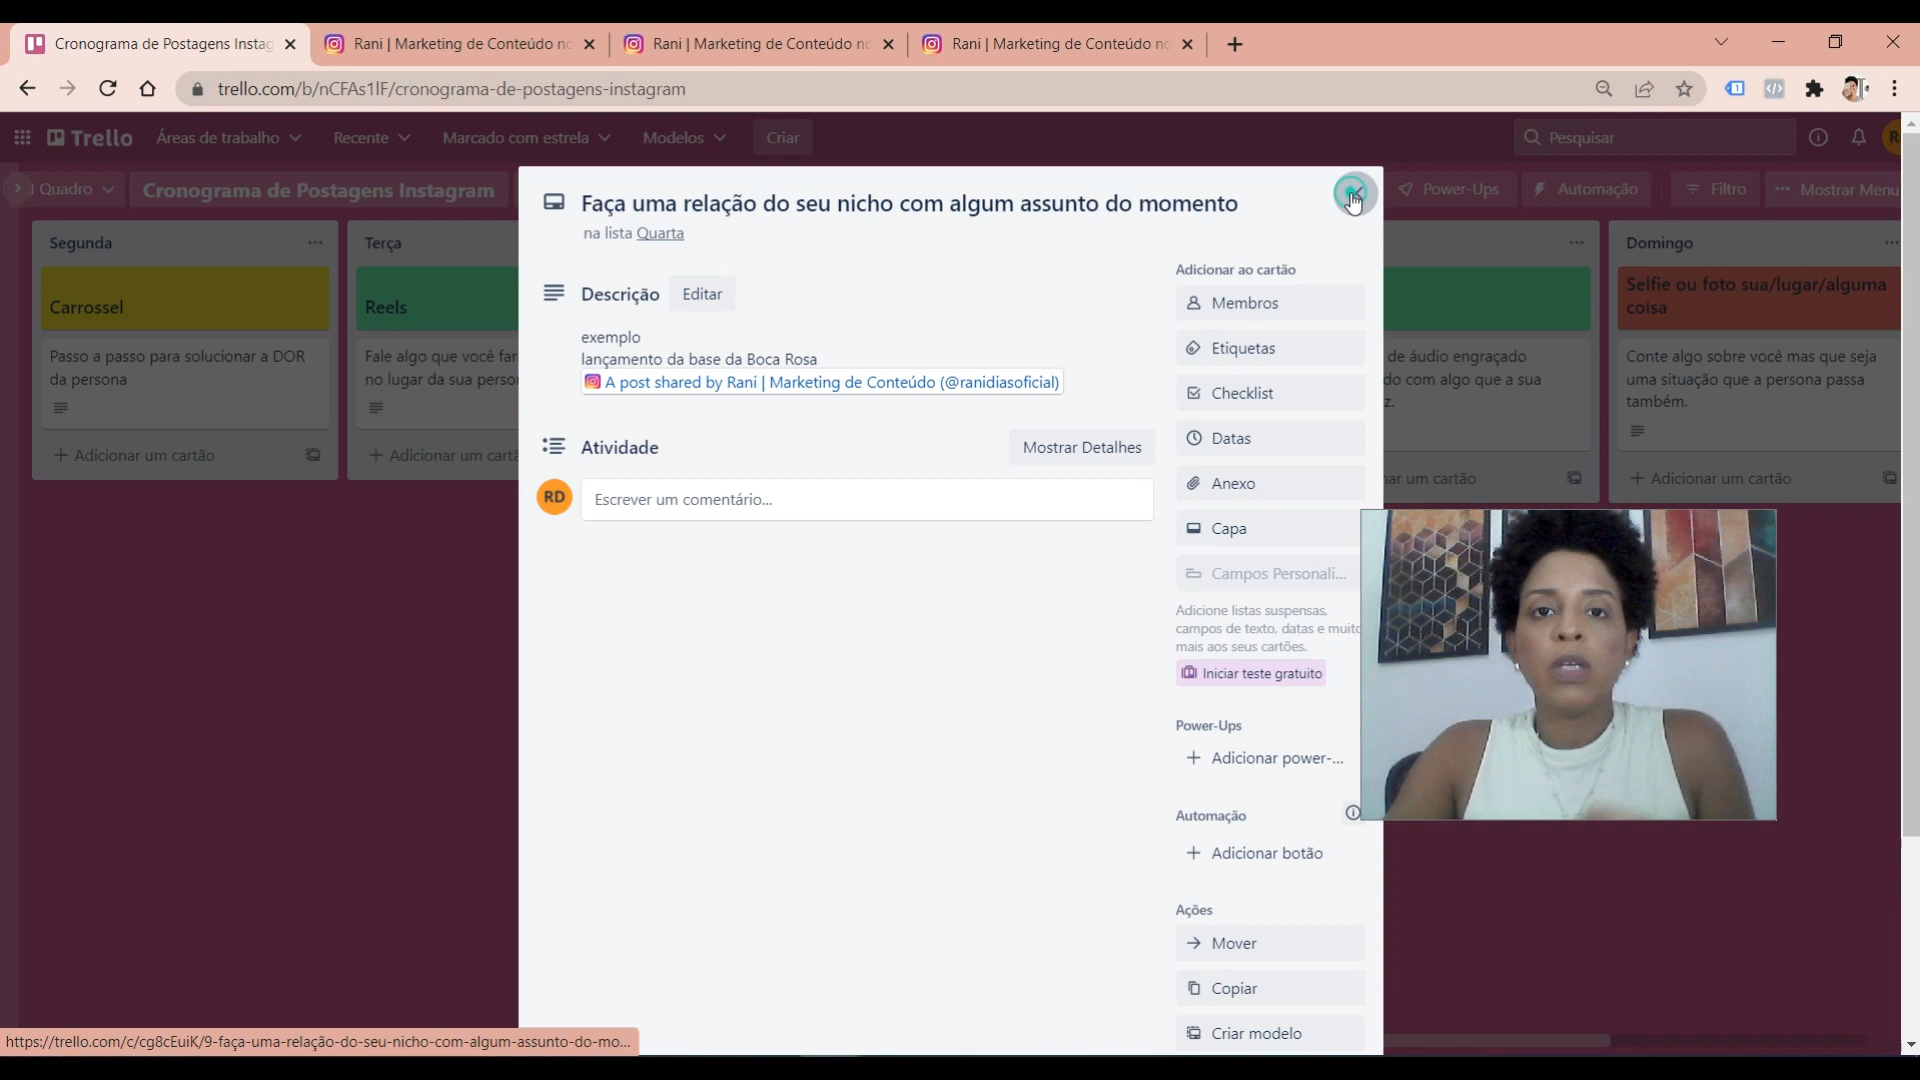 Cronograma de Postagens Instag
Rani | Marketing de Conteúdo no
Rani | Marketing de Conteúdo no
Rani | Marketing de Conteúdo no
trello.com/b/nCFAs1lF/cronograma-de-postagens-instagram
Trello
Áreas de trabalho
Recente
Marcado com estrela
Modelos
Criar
Pesquisar
Quadro
Cronograma de Postagens Instagram
Power-Ups
Automação
Filtro
Mostrar Menu
Segunda
Carrossel
Passo a passo para solucionar a DOR
da persona
+ Adicionar um cartão
Terça
Reels
Fale algo que você far
no lugar da sua perso
+ Adicionar um cartã
Faça uma relação do seu nicho com algum assunto do momento
na lista Quarta
Descrição
Editar
exemplo
lançamento da base da Boca Rosa
A post shared by Rani | Marketing de Conteúdo (@ranidiasoficial)
Atividade
Mostrar Detalhes
RD
Escrever um comentário...
Adicionar ao cartão
Membros
Etiquetas
Checklist
Datas
Anexo
Capa
Campos Personali...
Adicione listas suspensas,
campos de texto, datas e muito
mais aos seus cartões.
Iniciar teste gratuito
Power-Ups
+ Adicionar power-...
Automação
+ Adicionar botão
Ações
Mover
Copiar
Criar modelo
de áudio engraçado
do com algo que a sua
z.
nar um cartão
Domingo
Selfie ou foto sua/lugar/alguma
coisa
Conte algo sobre você mas que seja
uma situação que a persona passa
também.
+ Adicionar um cartão
https://trello.com/c/cg8cEuiK/9-faça-uma-relação-do-seu-nicho-com-algum-assunto-do-mo...